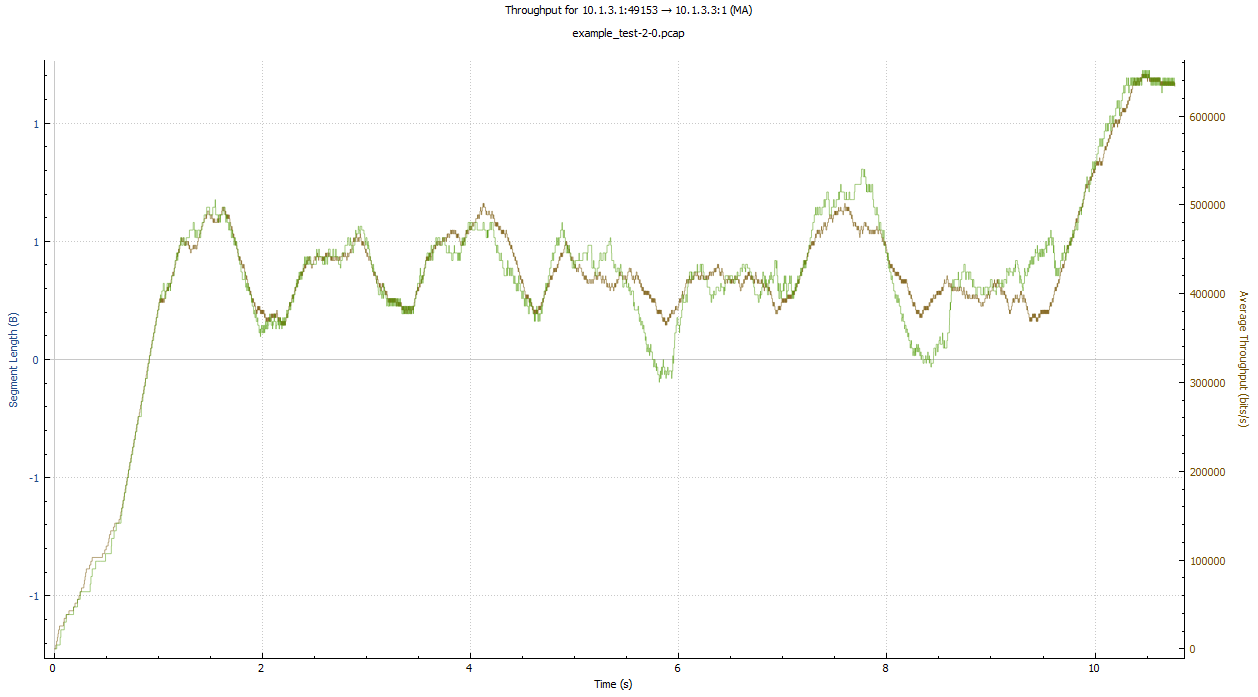 Throughput for 10.1.3.1:49153 → 10.1.3.3:1 (MA)
example_test-2-0.pcap
Segment Length (B)
1
1
0
-1
-1
600000
500000
400000
300000
200000
100000
0
Average Throughput (bits/s)
0 2 4 6 8 10
Time (s)